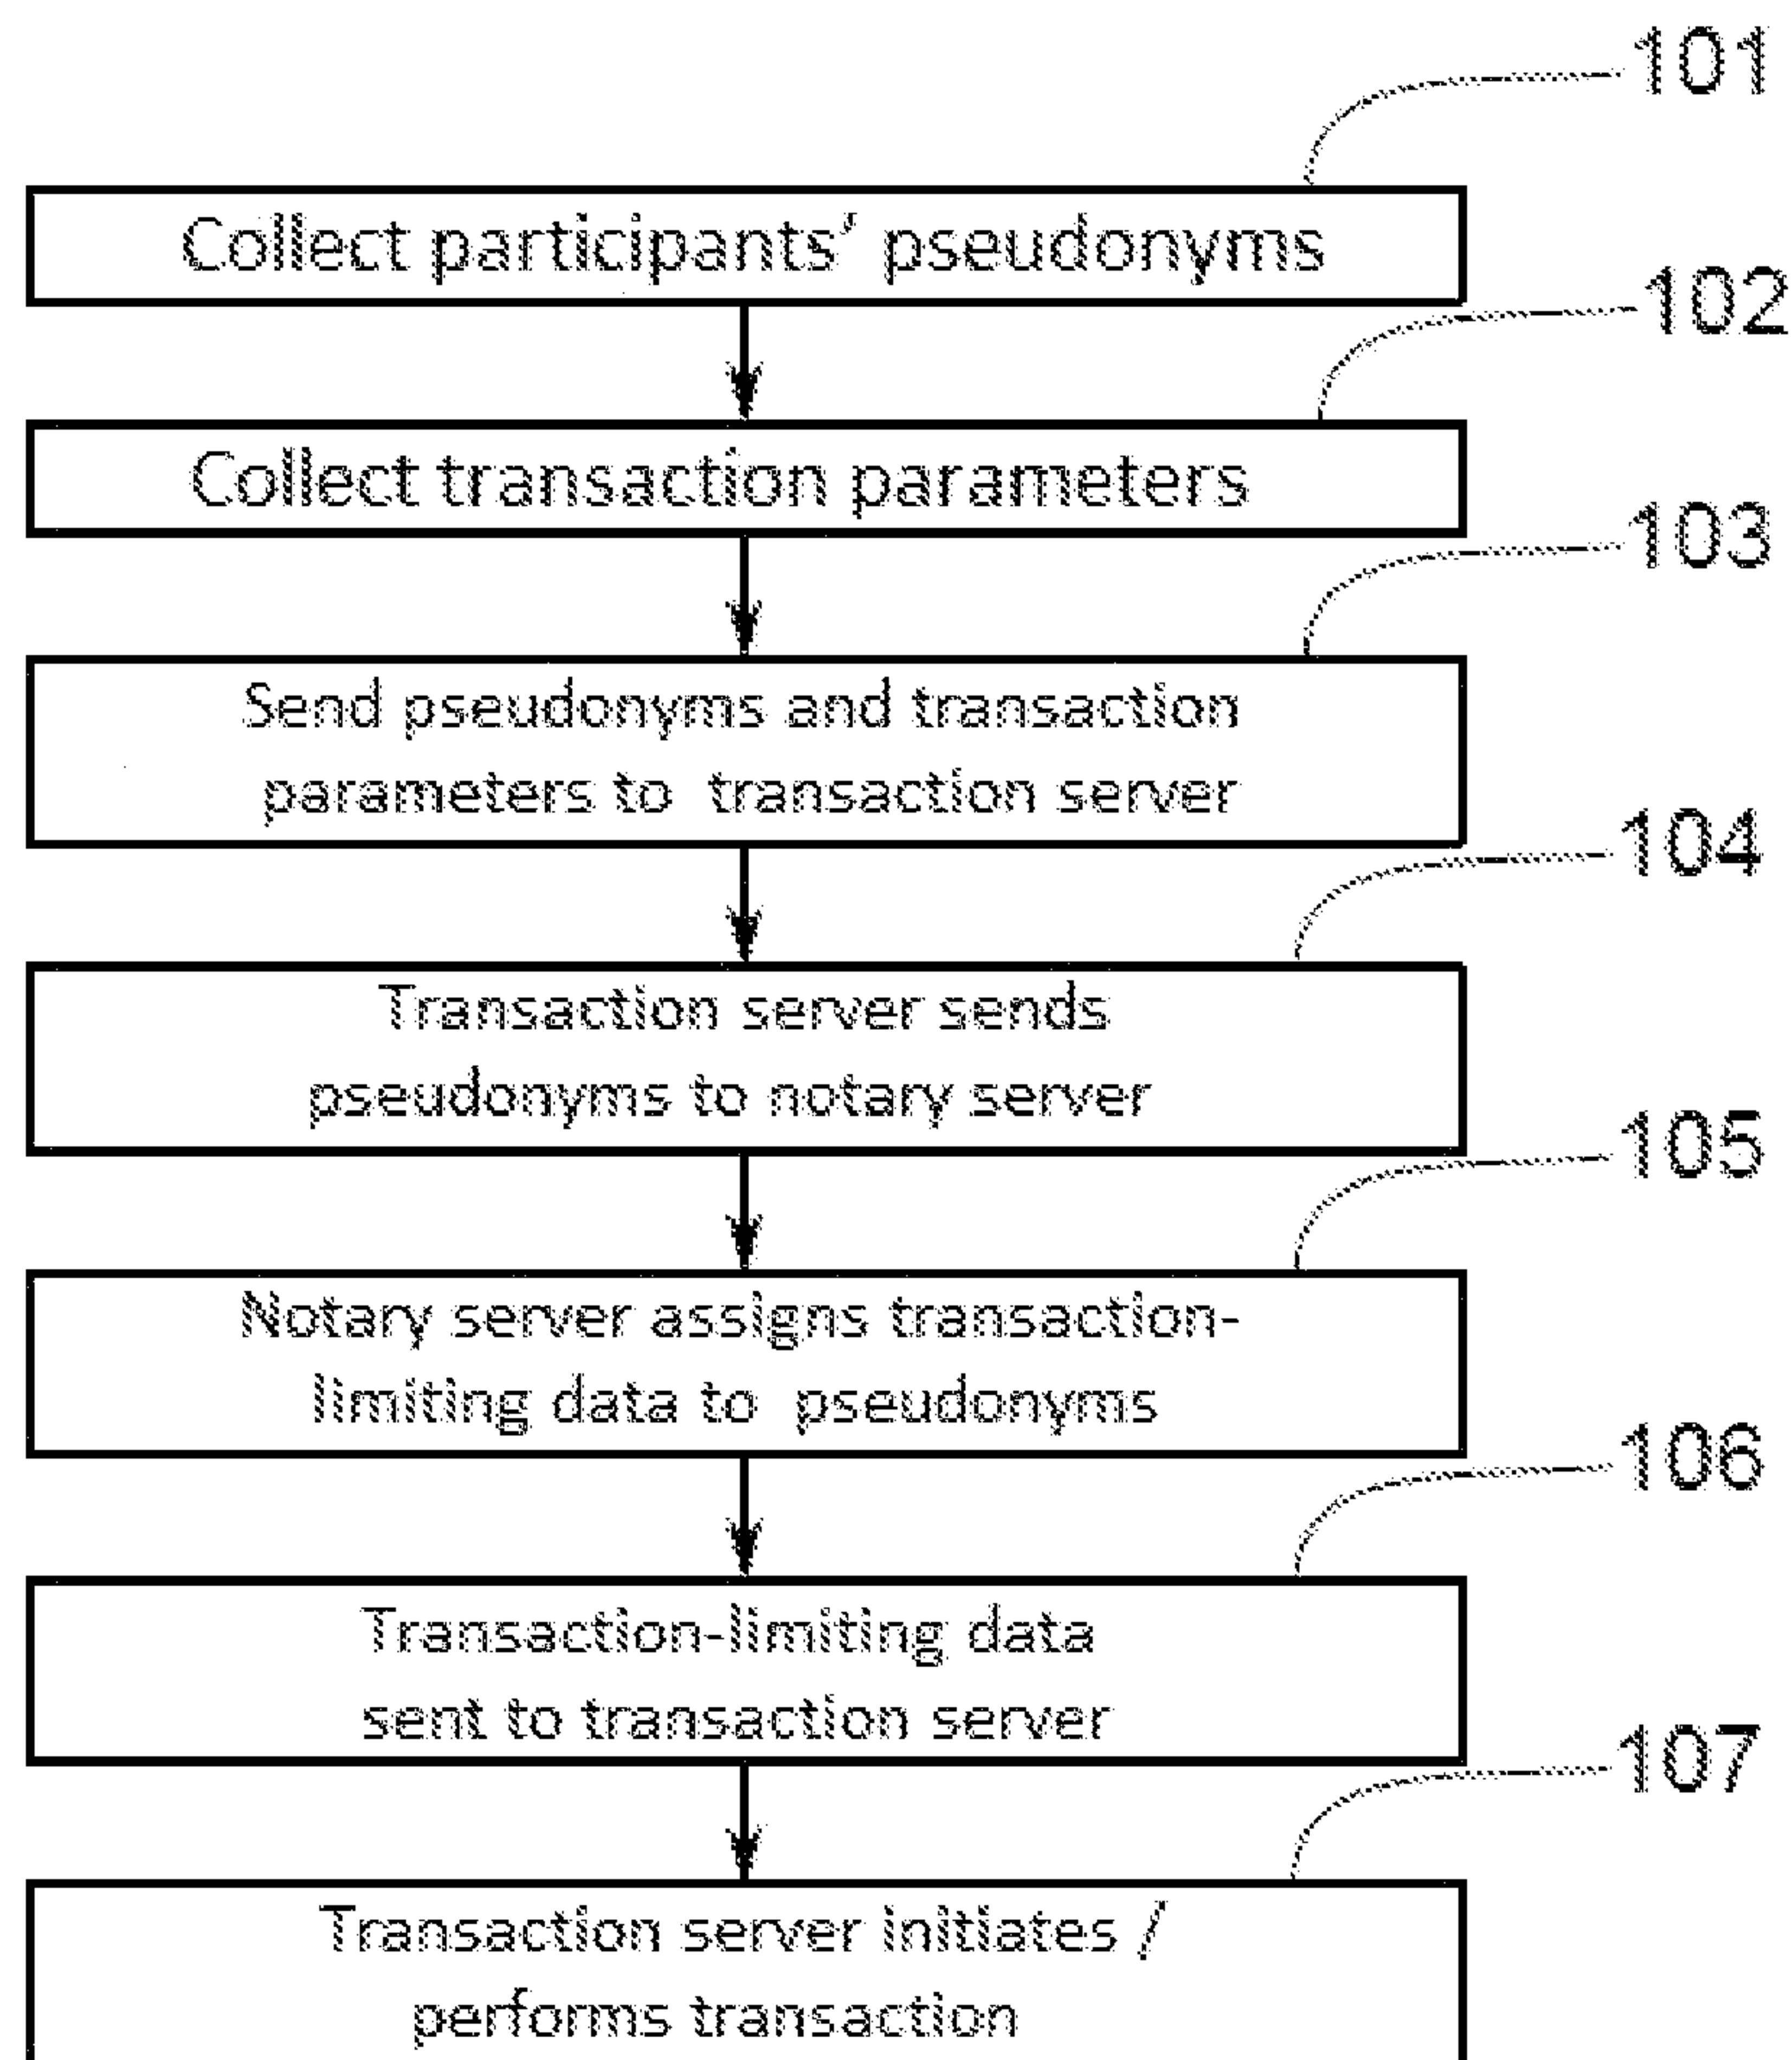 101
Collect participants' pseudonyms
102
Collect transaction parameters
103
Send pseudonyms and transaction
parameters to transaction server
104
Transaction server sends
pseudonyms to notary server
105
Notary server assigns transaction-
limiting data to pseudonyms
106
Transaction-limiting data
sent to transaction server
107
Transaction server initiates /
performs transaction